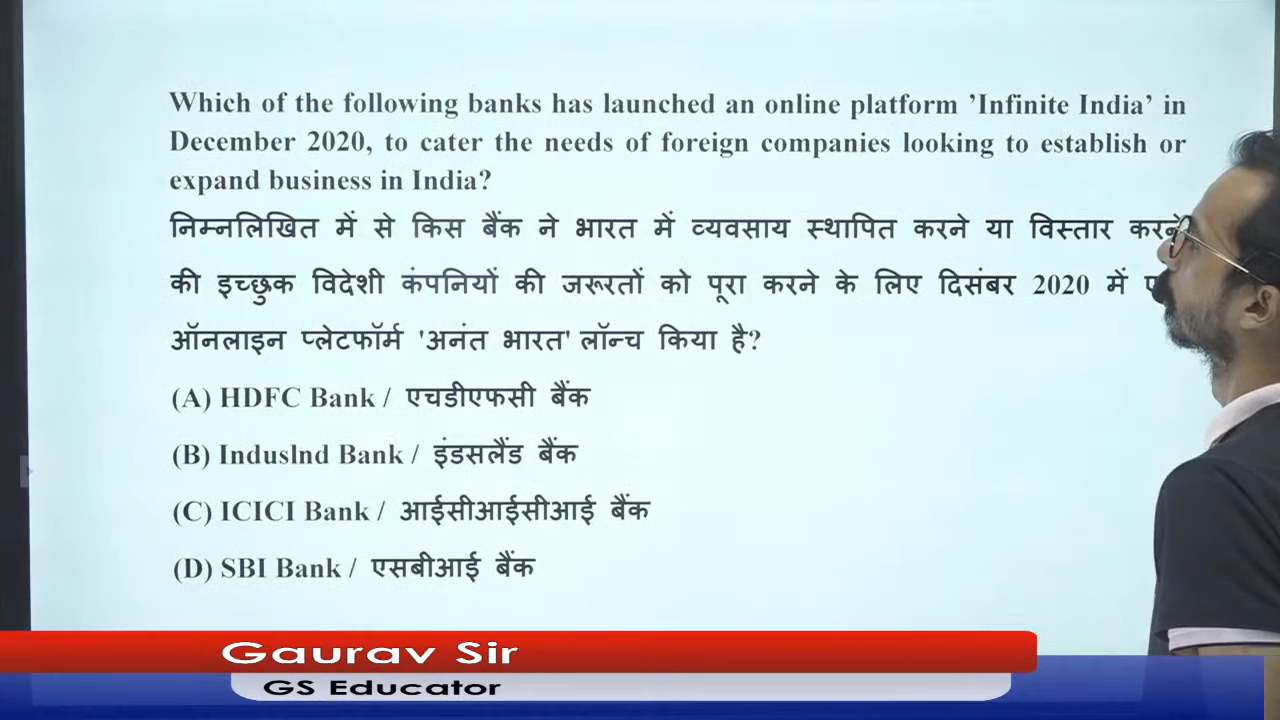 Which of the following banks has launched an online platform ’Infinite India’ in
December 2020, to cater the needs of foreign companies looking to establish or
expand business in India?
निम्नलिखित में से किस बैंक ने भारत में व्यवसाय स्थापित करने या विस्तार करने
की इच्छुक विदेशी कंपनियों की जरूरतों को पूरा करने के लिए दिसंबर 2020 में
ऑनलाइन प्लेटफॉर्म 'अनंत भारत' लॉन्च किया है?
(A) HDFC Bank / एचडीएफसी बैंक
(B) Induslnd Bank / इंडसलैंड बैंक
(C) ICICI Bank / आईसीआईसीआई बैंक
(D) SBI Bank / एसबीआई बैंक
Gaurav Sir
GS Educator